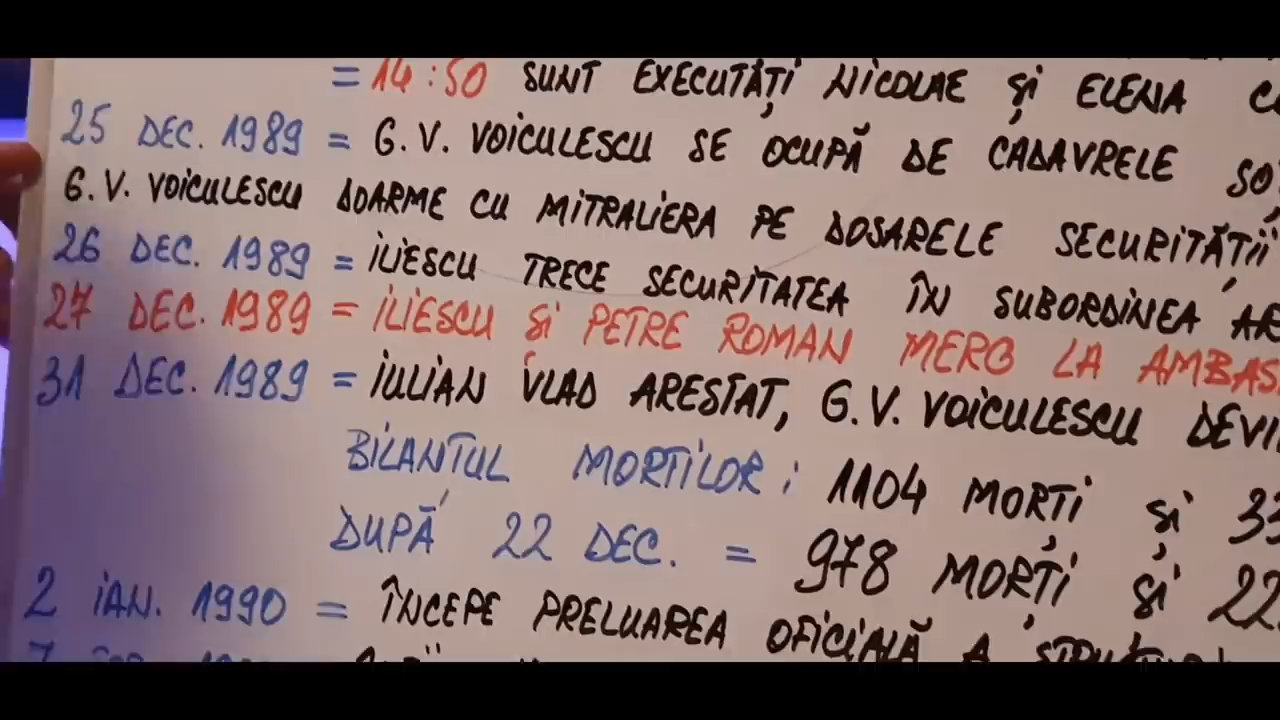 = 14:50 SUNT EXECUTAȚI NICOLAE și ELENA
25 DEC. 1989 = G. V. VOICULESCU SE OCUPĂ DE CADAVRELE
G. V. VOICULESCU DOARME CU MITRALIERA PE DOSARELE SECURITĂȚII
26 DEC. 1989 = ILIESCU TRECE SECURITATEA ÎN SUBORDINEA
27 DEC. 1989 = ILIESCU și PETRE ROMAN MERG LA
31 DEC. 1989 = IULIAN VLAD ARESTAT, G. V. VOICULESCU
BILANȚUL MORTILOR: 1104 MORȚI și
DUPĂ 22 DEC. = 978 MORȚI și
2 IAN. 1990 = ÎNCEPE PRELUAREA OFICIALĂ A